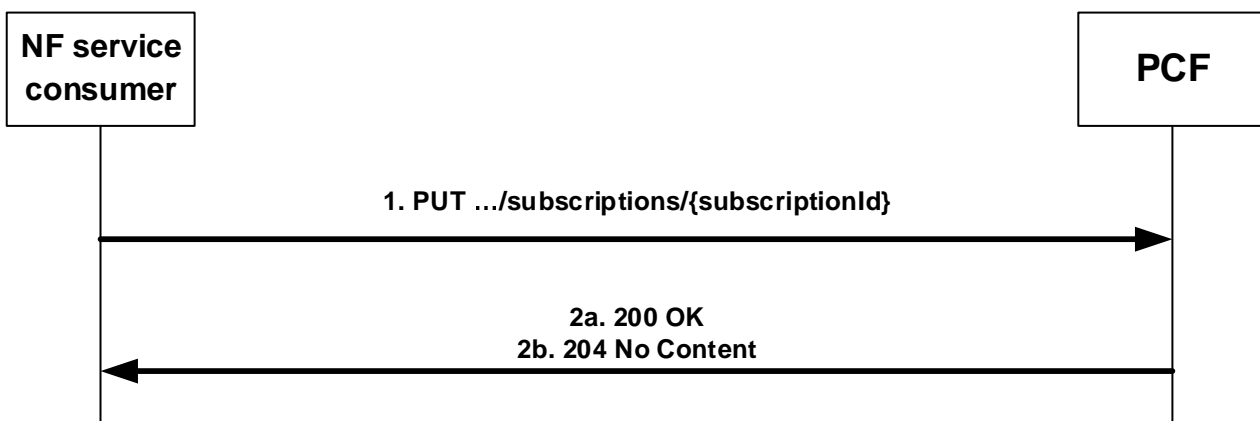 NF service
consumer
PCF
1. PUT …/subscriptions/{subscriptionId}
2a. 200 OK
2b. 204 No Content